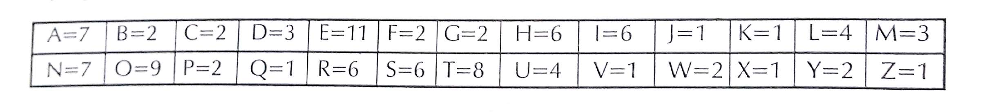 A=7 B=2 C=2 D=3 E=11 F=2 G=2 H=6 I=6 J=1 K=1 L=4 M=3
N=7 O=9 P=2 Q=1 R=6 S=6 T=8 U=4 V=1 W=2 X=1 Y=2 Z=1